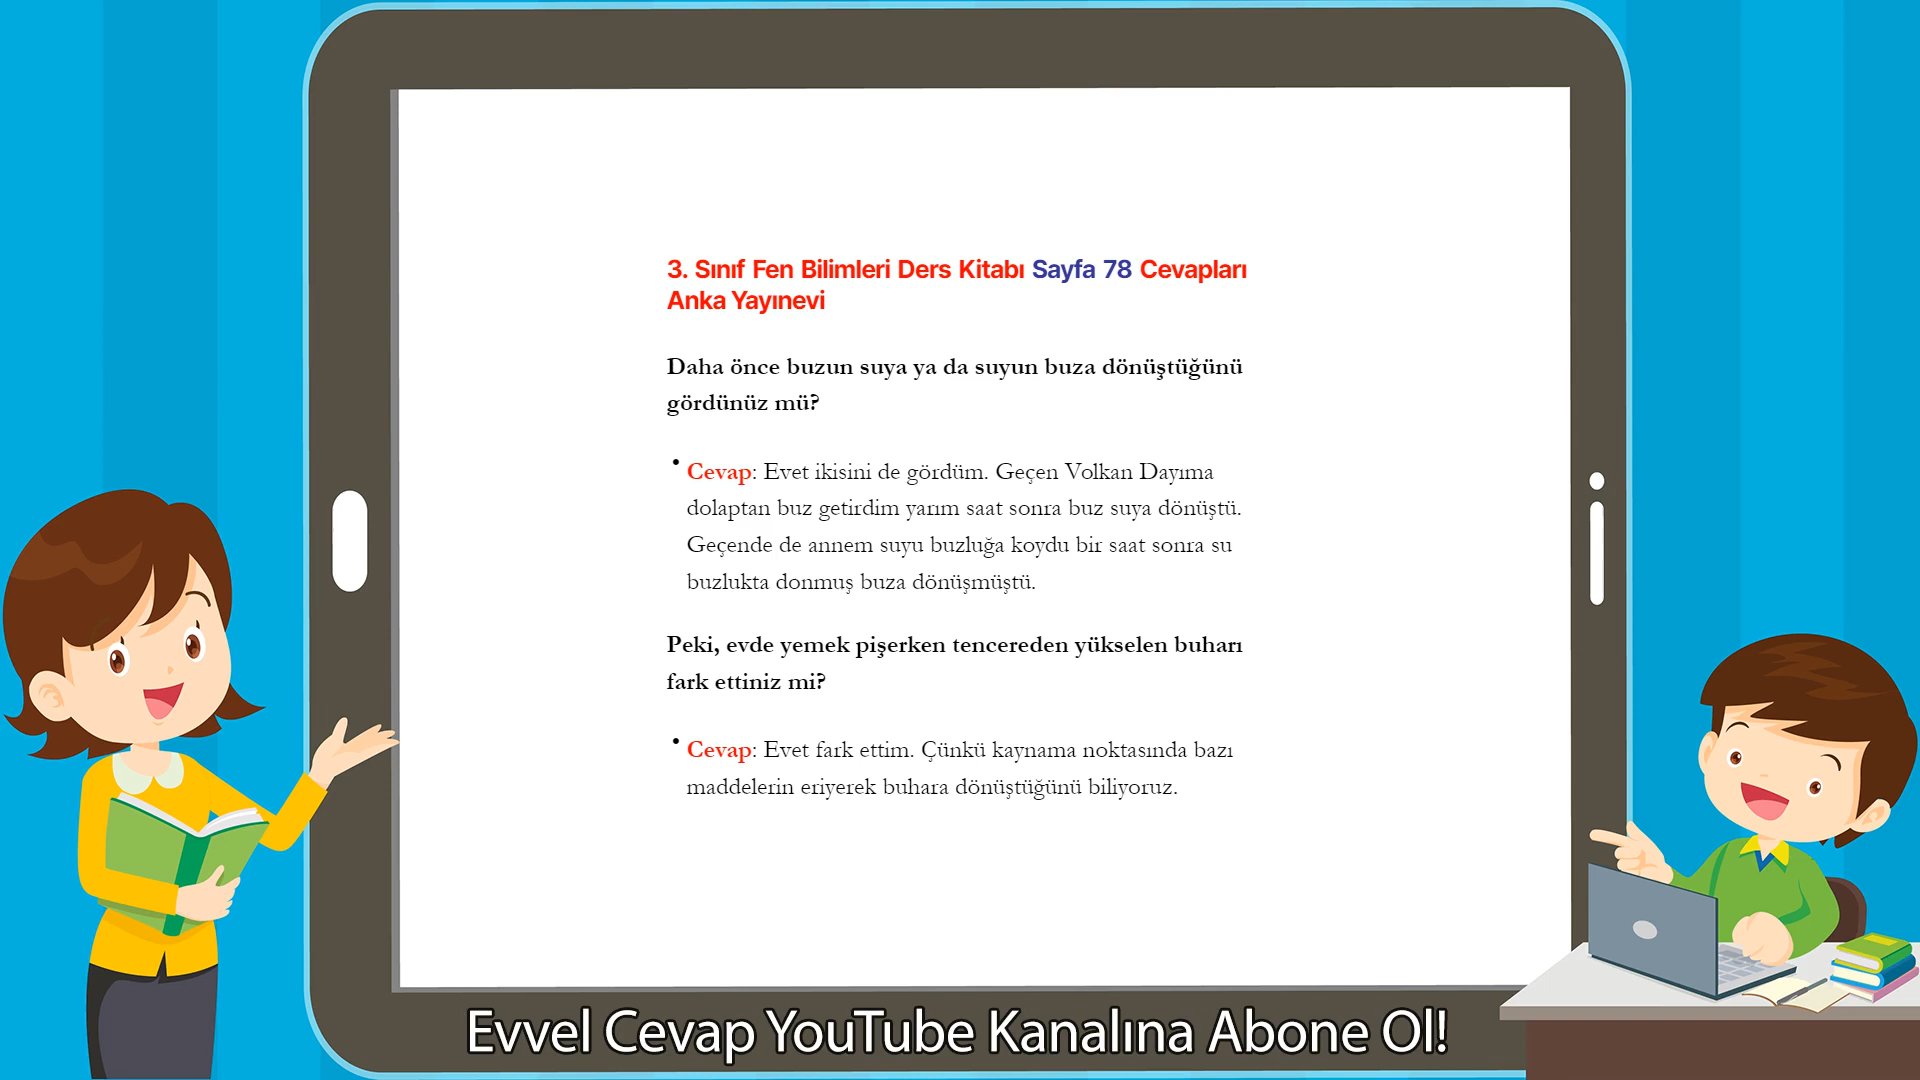 3. Sınıf Fen Bilimleri Ders Kitabı Sayfa 78 Cevapları
Anka Yayınevi
Daha önce buzun suya ya da suyun buza dönüştüğünü
gördünüz mü?
• Cevap: Evet ikisini de gördüm. Geçen Volkan Dayıma
dolaptan buz getirdim yarım saat sonra buz suya dönüştü.
Geçende de annem suyu buzluğa koydu bir saat sonra su
buzlukta donmuş buza dönüşmüştü.
Peki, evde yemek pişerken tencereden yükselen buharı
fark ettiniz mi?
• Cevap: Evet fark ettim. Çünkü kaynama noktasında bazı
maddelerin eriyerek buhara dönüştüğünü biliyoruz.
Evvel Cevap YouTube Kanalına Abone Ol!